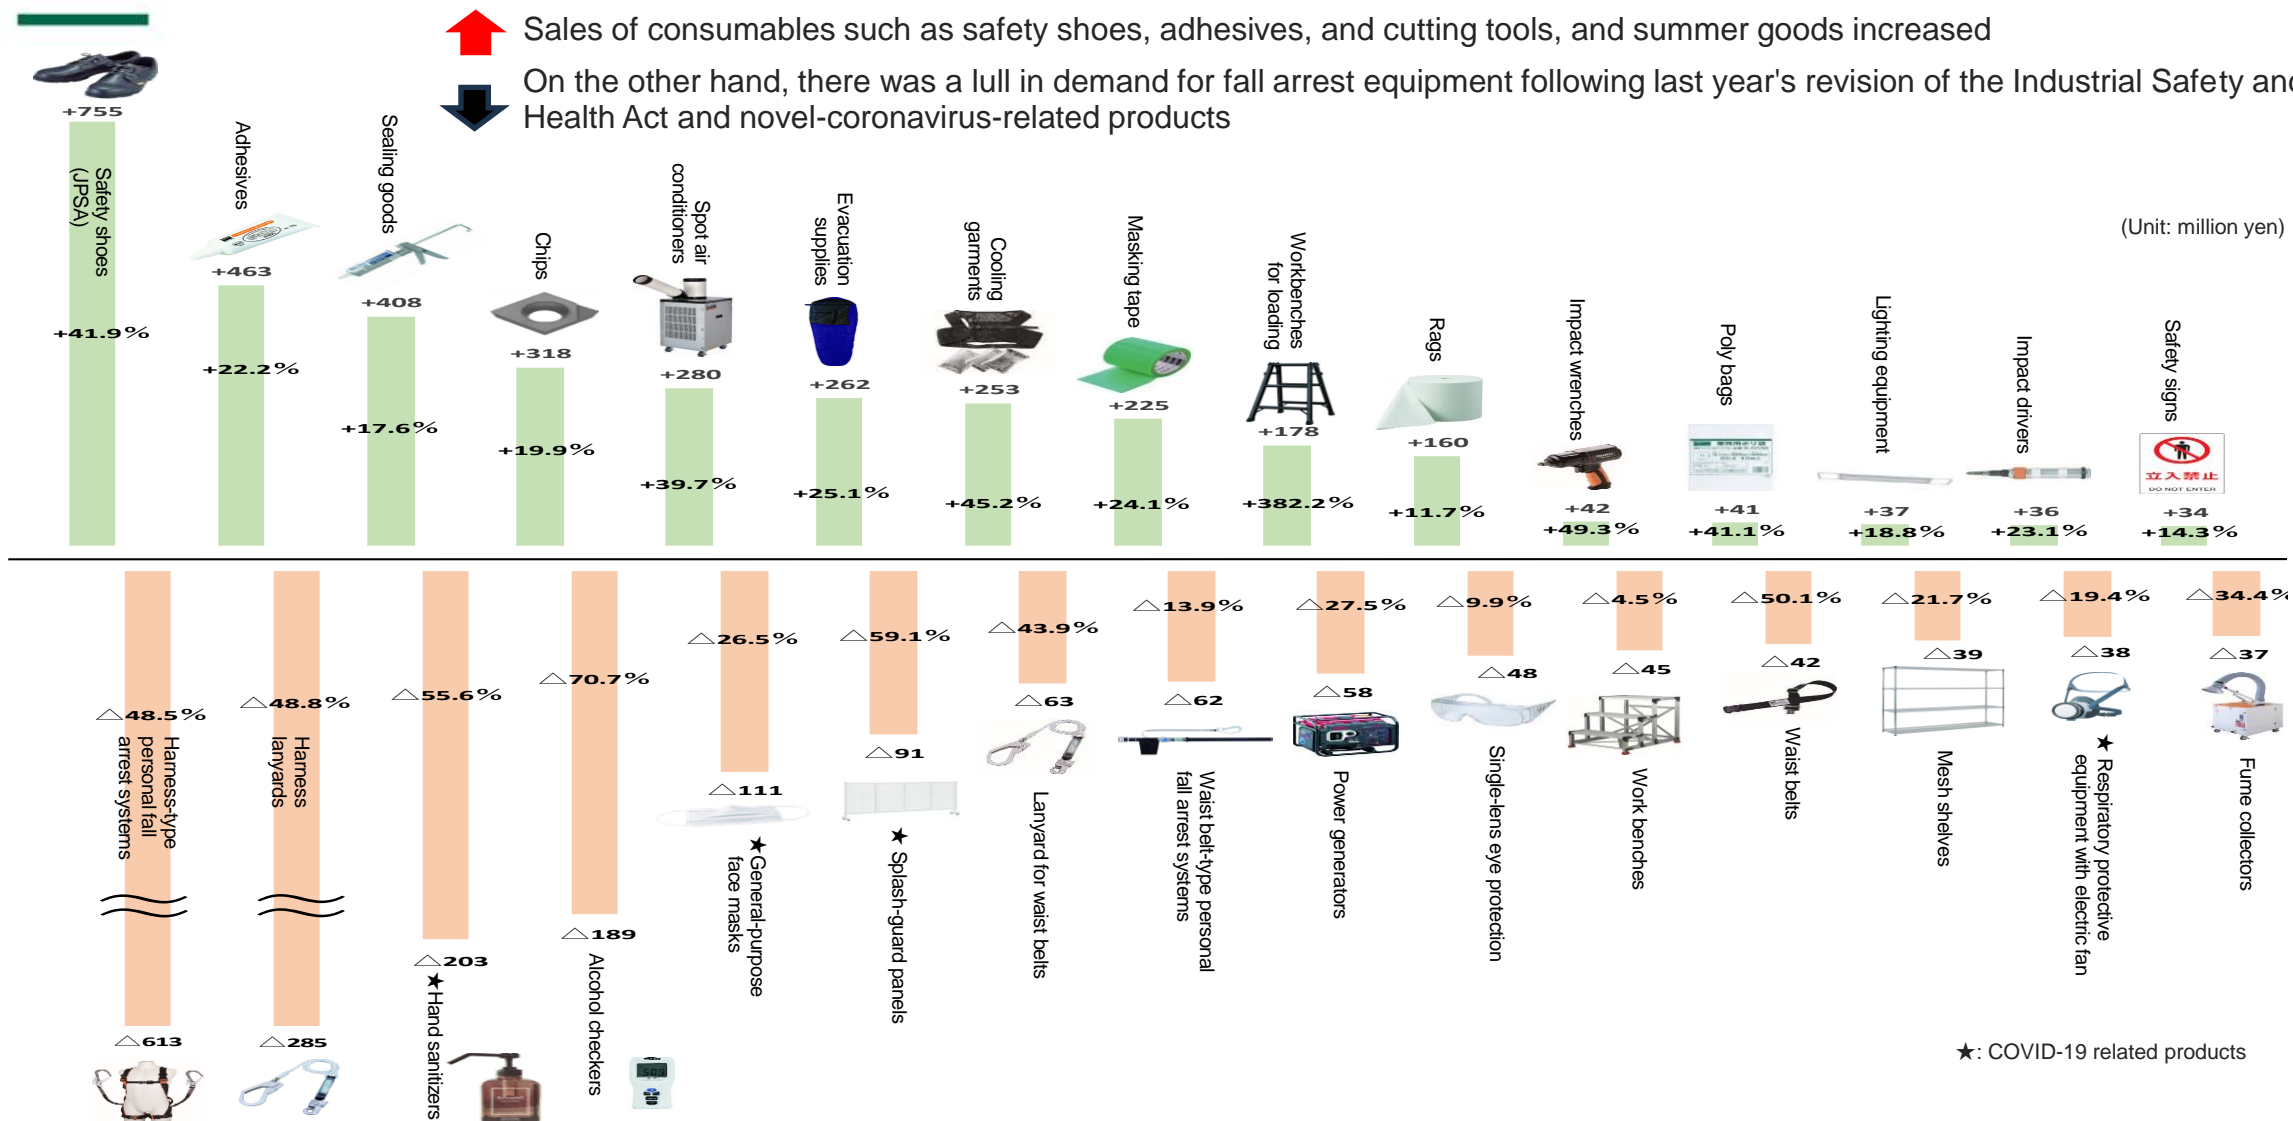 Sales of consumables such as safety shoes, adhesives, and cutting tools, and summer goods increased
On the other hand, there was a lull in demand for fall arrest equipment following last year's revision of the Industrial Safety and
Health Act and novel-coronavirus-related products
(Unit: million yen)
+755
Safety shoes
(JPSA)
+41.9%
Adhesives
+463
+22.2%
Sealing goods
+408
+17.6%
Chips
+318
+19.9%
Spot air
conditioners
+280
+39.7%
Evacuation
supplies
+262
+25.1%
Cooling
garments
+253
+45.2%
Masking tape
+225
+24.1%
Workbenches
for loading
+178
+382.2%
Rags
+160
+11.7%
Impact wrenches
+42
+49.3%
Poly bags
+41
+41.1%
Lighting equipment
+37
+18.8%
Impact drivers
+36
+23.1%
Safety signs
立入禁止
DO NOT ENTER
+34
+14.3%
△48.5%
Harness-type
personal fall
arrest systems
△613
△48.8%
Harness
lanyards
△285
△55.6%
△203
★Hand sanitizers
△70.7%
△189
Alcohol checkers
△26.5%
△111
★General-purpose
face masks
△59.1%
△91
★ Splash-guard panels
△43.9%
△63
Lanyard for waist belts
△13.9%
△62
Waist belt-type personal
fall arrest systems
△27.5%
△58
Power generators
△9.9%
△48
Single-lens eye protection
△4.5%
△45
Work benches
△50.1%
△42
Waist belts
△21.7%
△39
Mesh shelves
△19.4%
△38
★ Respiratory protective
equipment with electric fan
△34.4%
△37
Fume collectors
★: COVID-19 related products